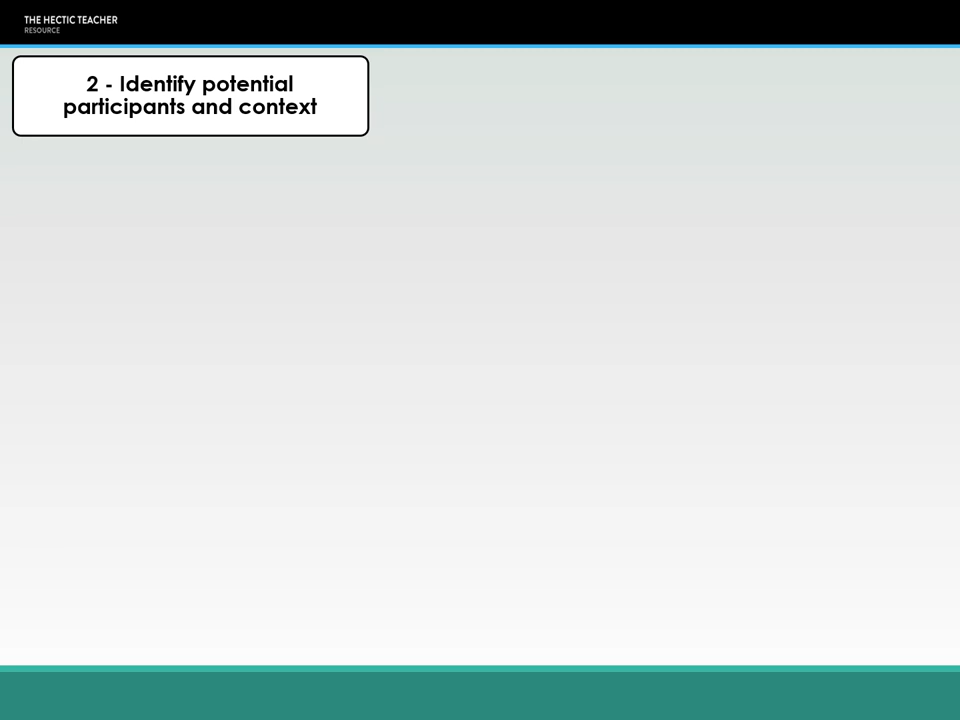 THE HECTIC TEACHER
RESOURCE
2 - Identify potential
participants and context